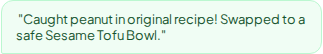 "Caught peanut in original recipe! Swapped to a
safe Sesame Tofu Bowl."